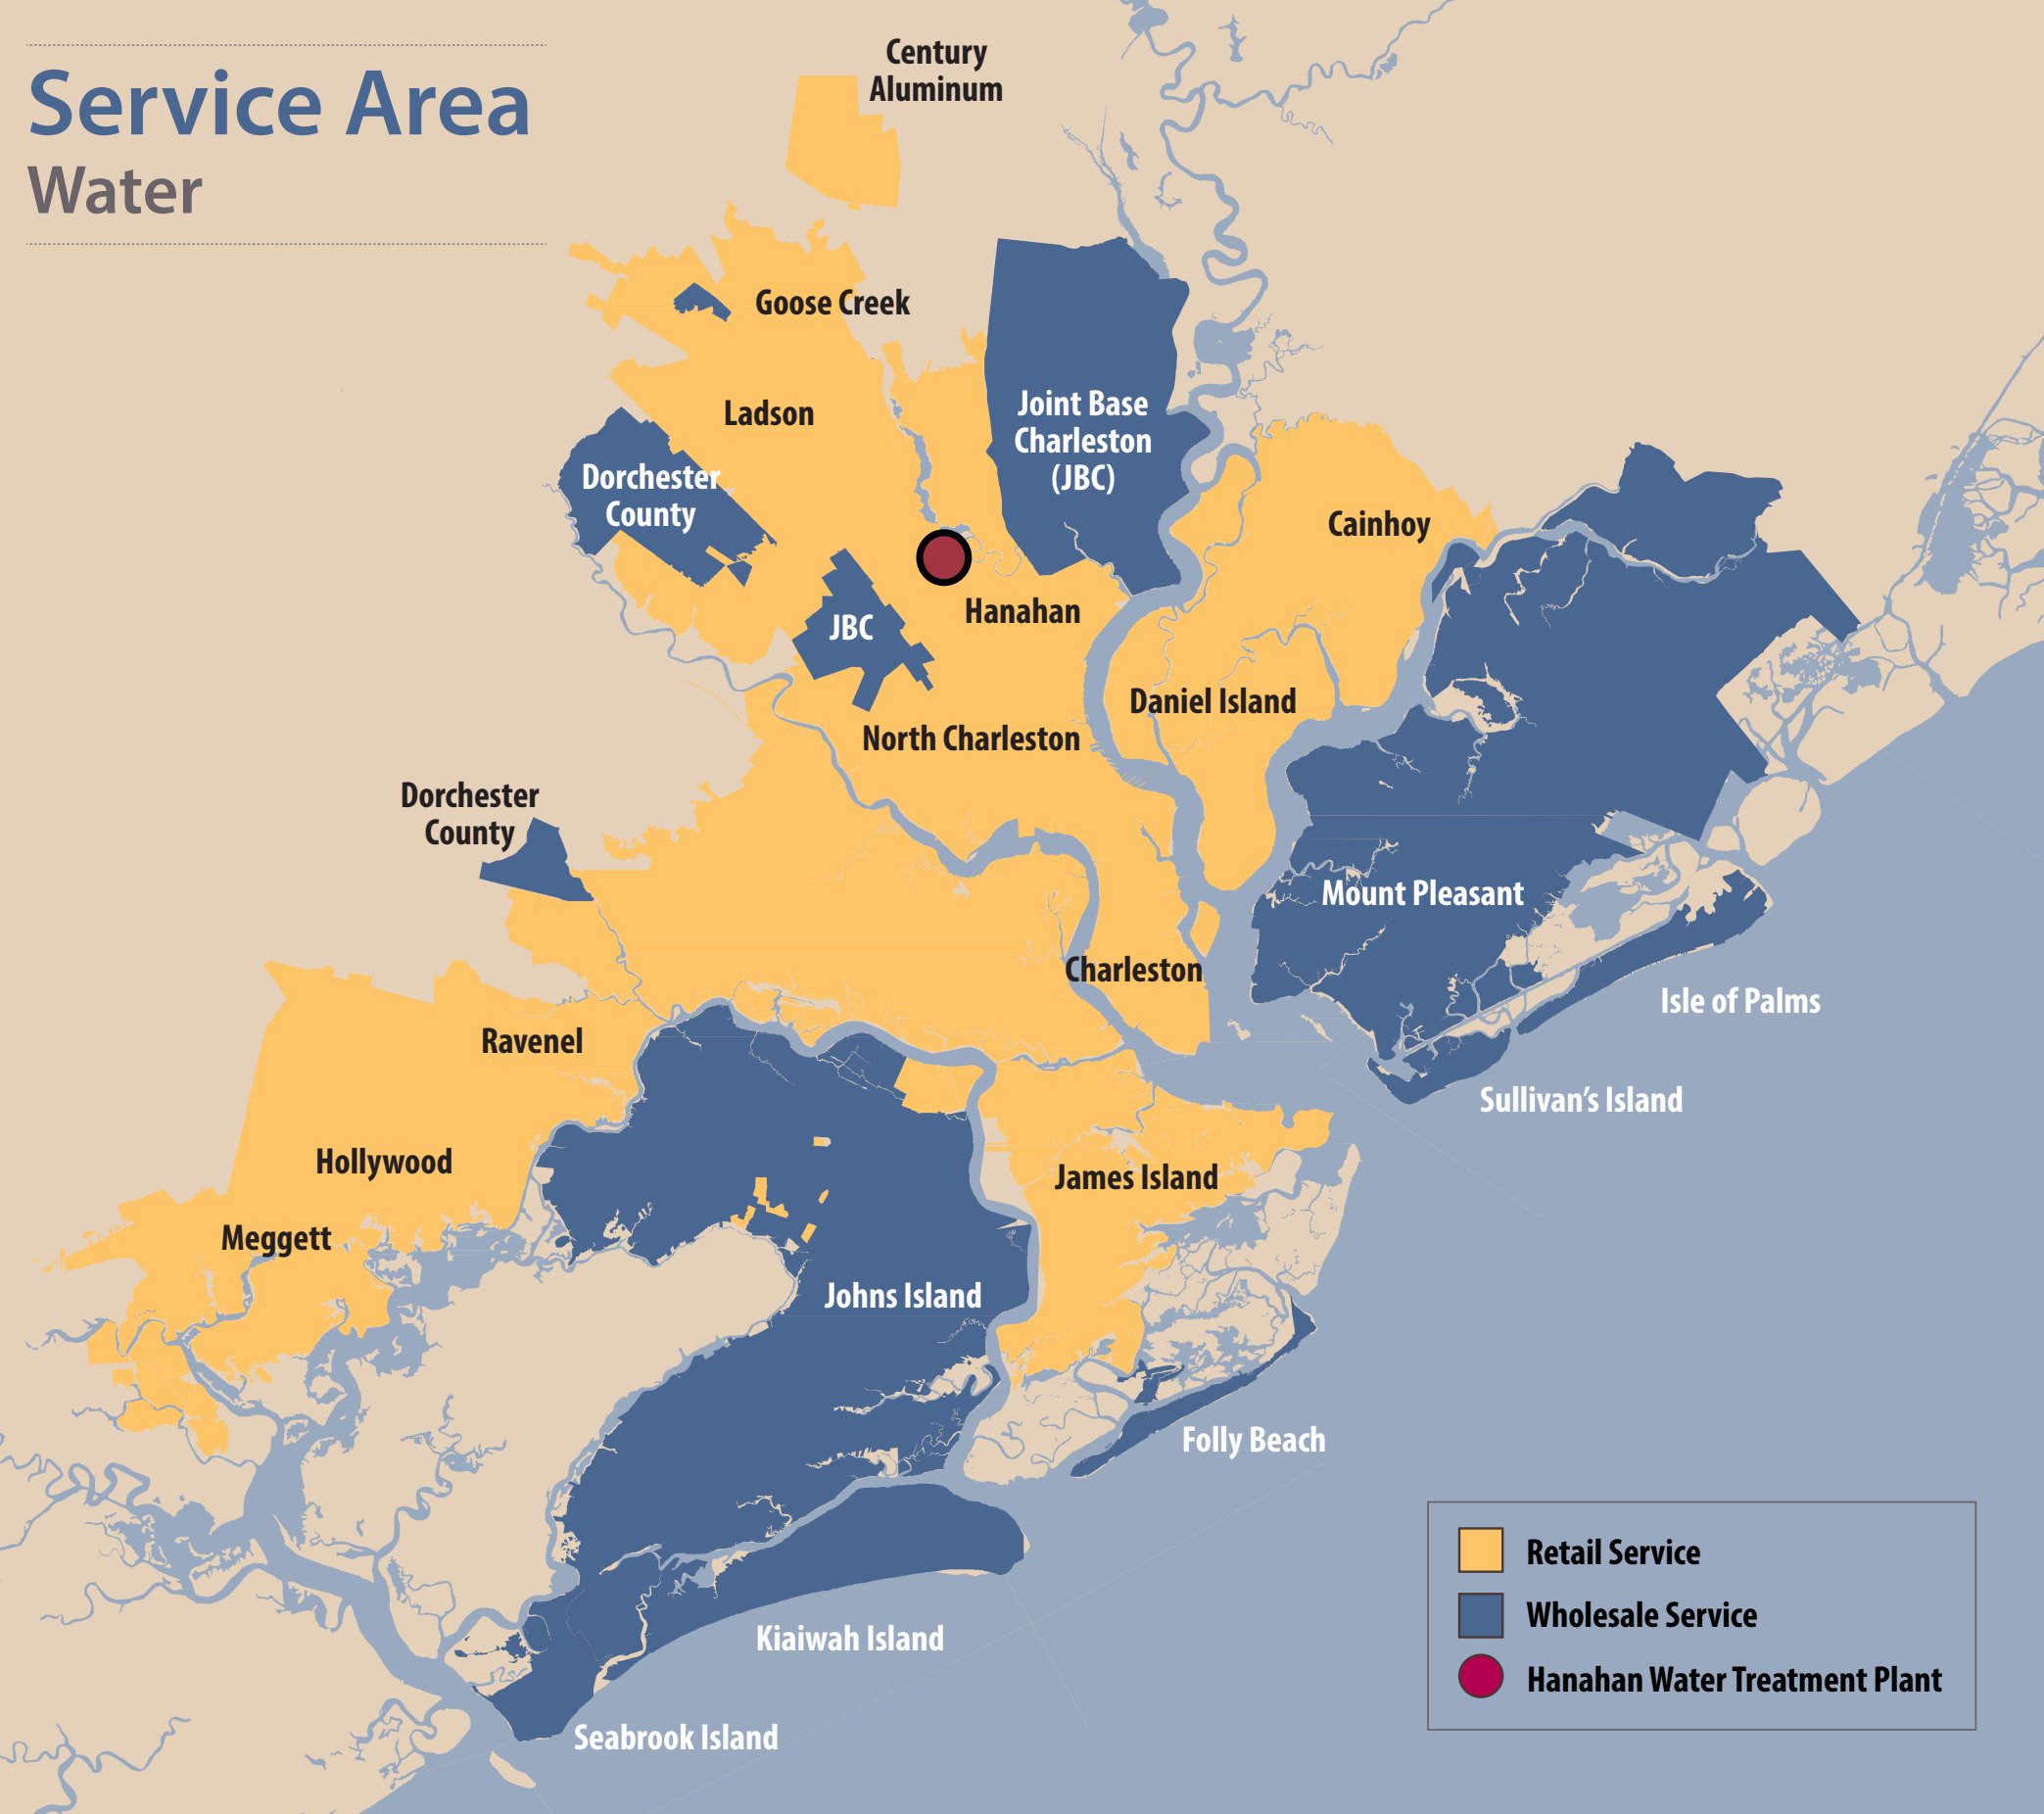 Service Area
Water
Century
Aluminum
Goose Creek
Ladson
Joint Base
Charleston
(JBC)
Dorchester
County
Cainhoy
Hanahan
JBC
Daniel Island
North Charleston
Dorchester
County
Mount Pleasant
Charleston
Isle of Palms
Ravenel
Sullivan's Island
Hollywood
James Island
Meggett
Johns Island
Folly Beach
Kiaiwah Island
Seabrook Island
Retail Service
Wholesale Service
Hanahan Water Treatment Plant